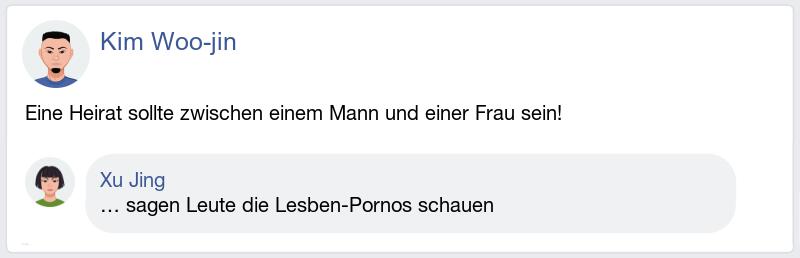 Kim Woo-jin
Eine Heirat sollte zwischen einem Mann und einer Frau sein!
Xu Jing
… sagen Leute die Lesben-Pornos schauen